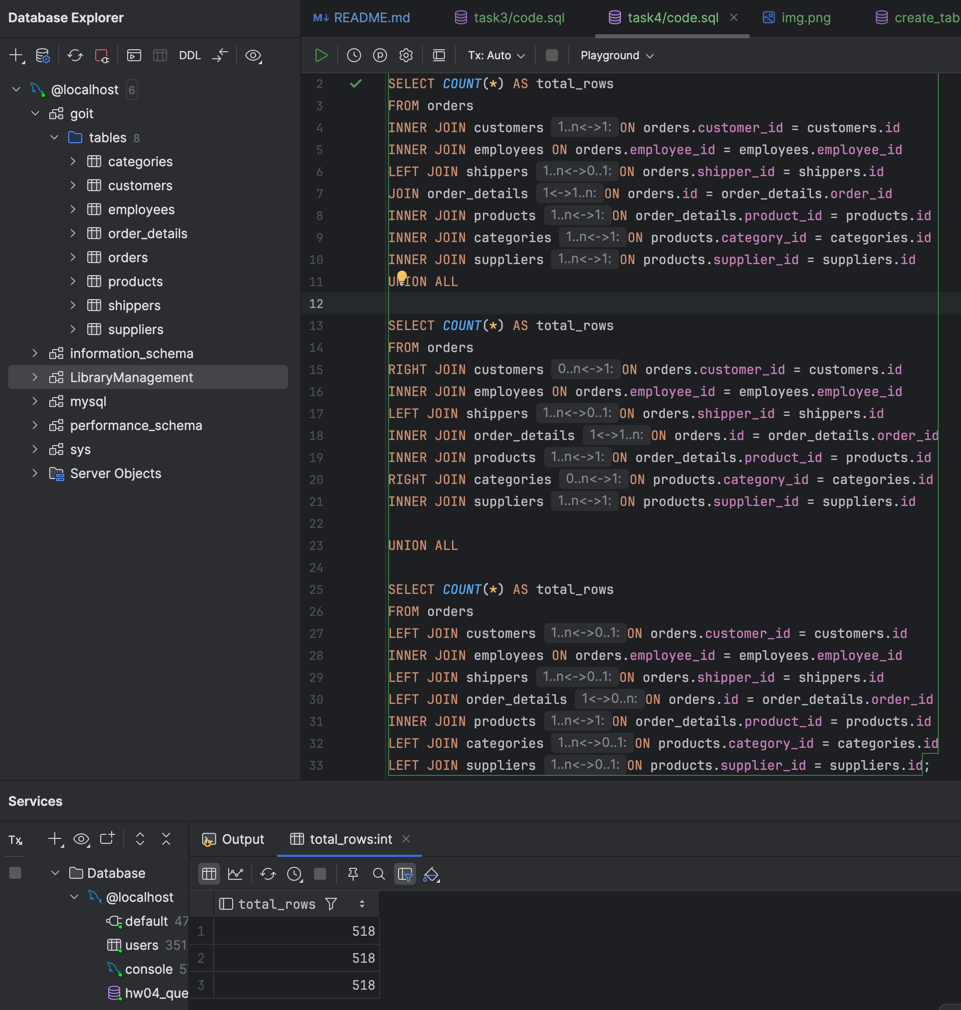 Database Explorer
README.md
task3/code.sql
task4/code.sql
img.png
create_tab
DDL
Tx: Auto
Playground
@localhost 6
goit
tables 8
categories
customers
employees
order_details
orders
products
shippers
suppliers
information_schema
LibraryManagement
mysql
performance_schema
sys
Server Objects
2 SELECT COUNT(*) AS total_rows
3 FROM orders
4 INNER JOIN customers 1..n<->1: ON orders.customer_id = customers.id
5 INNER JOIN employees ON orders.employee_id = employees.employee_id
6 LEFT JOIN shippers 1..n<->0..1: ON orders.shipper_id = shippers.id
7 JOIN order_details 1<->1..n: ON orders.id = order_details.order_id
8 INNER JOIN products 1..n<->1: ON order_details.product_id = products.id
9 INNER JOIN categories 1..n<->1: ON products.category_id = categories.id
10 INNER JOIN suppliers 1..n<->1: ON products.supplier_id = suppliers.id
11 UNION ALL
12
13 SELECT COUNT(*) AS total_rows
14 FROM orders
15 RIGHT JOIN customers 0..n<->1: ON orders.customer_id = customers.id
16 INNER JOIN employees ON orders.employee_id = employees.employee_id
17 LEFT JOIN shippers 1..n<->0..1: ON orders.shipper_id = shippers.id
18 INNER JOIN order_details 1<->1..n: ON orders.id = order_details.order_id
19 INNER JOIN products 1..n<->1: ON order_details.product_id = products.id
20 RIGHT JOIN categories 0..n<->1: ON products.category_id = categories.id
21 INNER JOIN suppliers 1..n<->1: ON products.supplier_id = suppliers.id
22
23 UNION ALL
24
25 SELECT COUNT(*) AS total_rows
26 FROM orders
27 LEFT JOIN customers 1..n<->0..1: ON orders.customer_id = customers.id
28 INNER JOIN employees ON orders.employee_id = employees.employee_id
29 LEFT JOIN shippers 1..n<->0..1: ON orders.shipper_id = shippers.id
30 LEFT JOIN order_details 1<->0..n: ON orders.id = order_details.order_id
31 INNER JOIN products 1..n<->1: ON order_details.product_id = products.id
32 LEFT JOIN categories 1..n<->0..1: ON products.category_id = categories.id
33 LEFT JOIN suppliers 1..n<->0..1: ON products.supplier_id = suppliers.id;
Services
Tx
Database
@localhost
default 47
users 351
console 5
hw04_que
Output
total_rows:int
total_rows
1 518
2 518
3 518